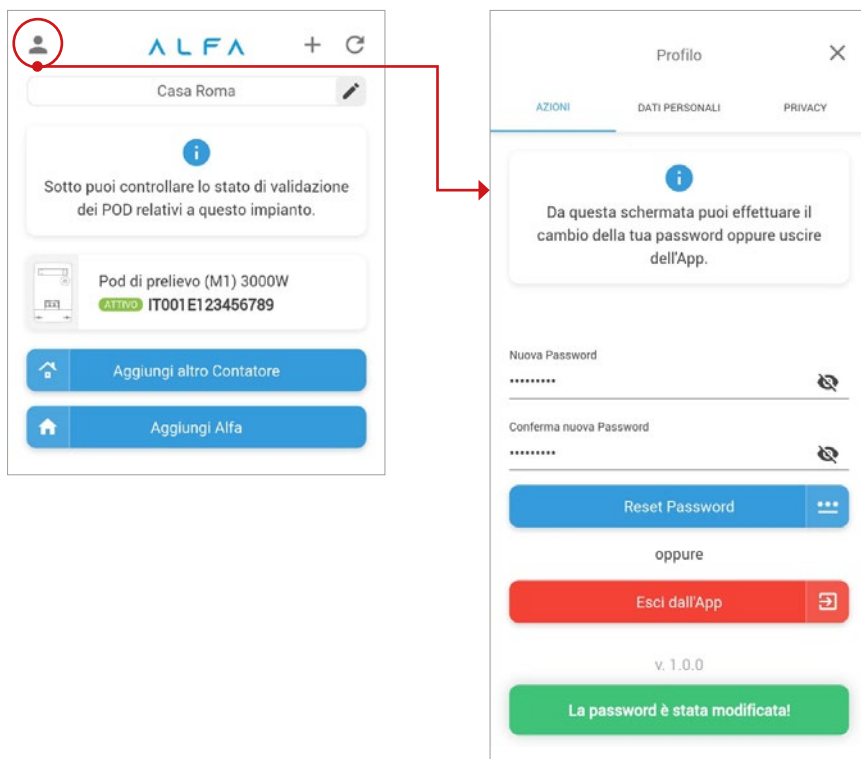 ALFA
Casa Roma
Sotto puoi controllare lo stato di validazione
dei POD relativi a questo impianto.
Pod di prelievo (M1) 3000W
ATTIVO IT001E123456789
Aggiungi altro Contatore
Aggiungi Alfa
Profilo
AZIONI DATI PERSONALI PRIVACY
Da questa schermata puoi effettuare il
cambio della tua password oppure uscire
dell'App.
Nuova Password
•••••••••
Conferma nuova Password
•••••••••
Reset Password
oppure
Esci dall'App
v. 1.0.0
La password è stata modificata!